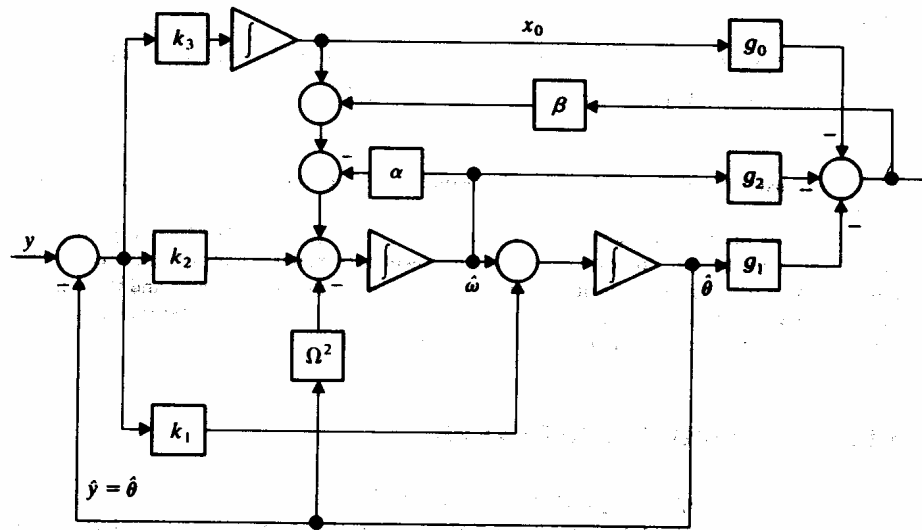 k₃
∫
x₀
g₀
β
α
g₂
y
k₂
∫
ω̂
∫
θ̂
g₁
Ω²
k₁
ŷ = θ̂